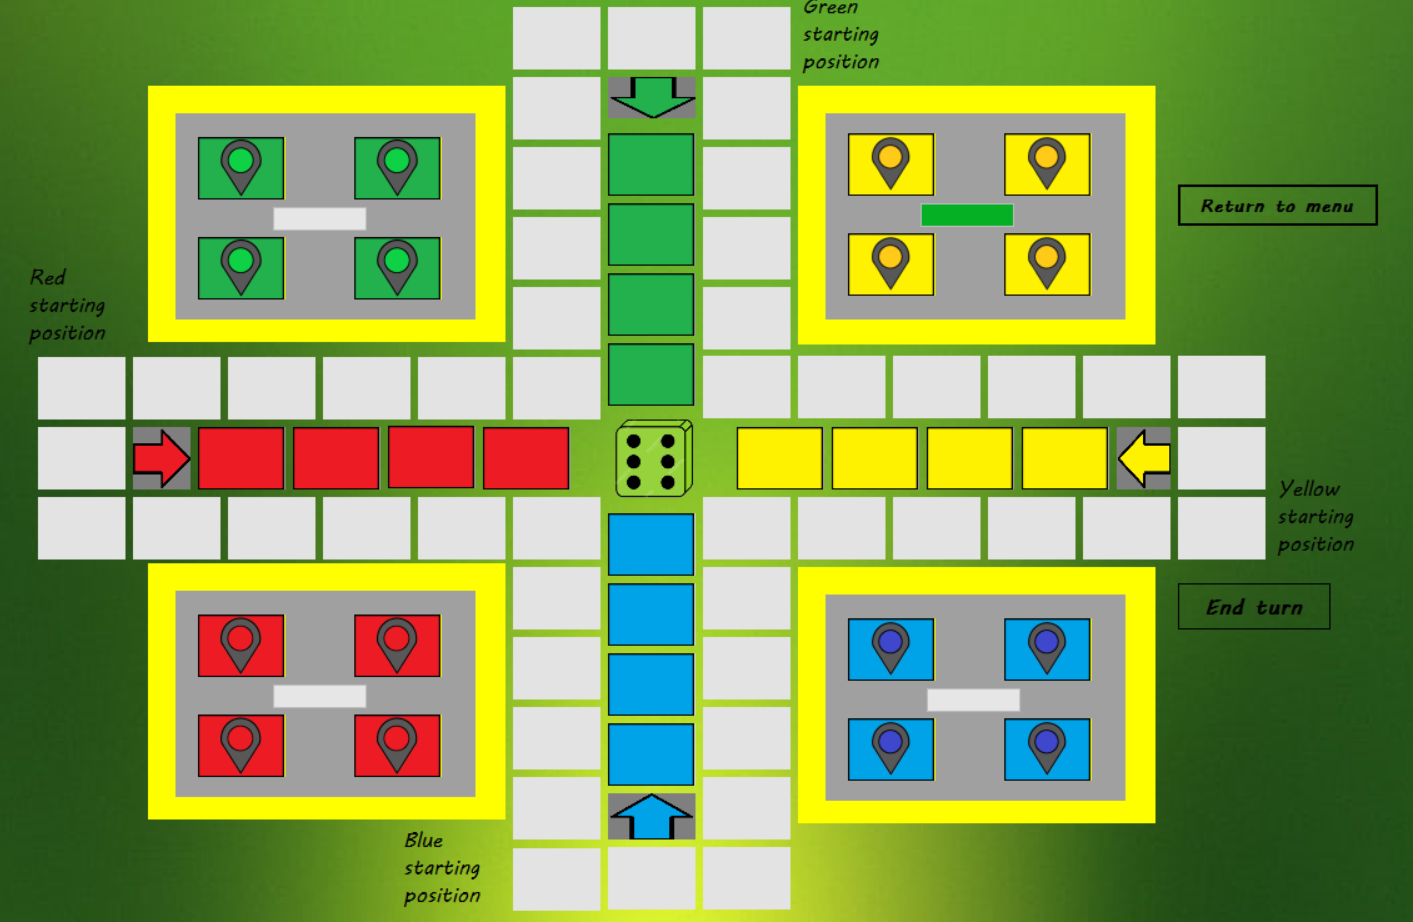 Green
starting
position
Return to menu
Red
starting
position
Yellow
starting
position
End turn
Blue
starting
position